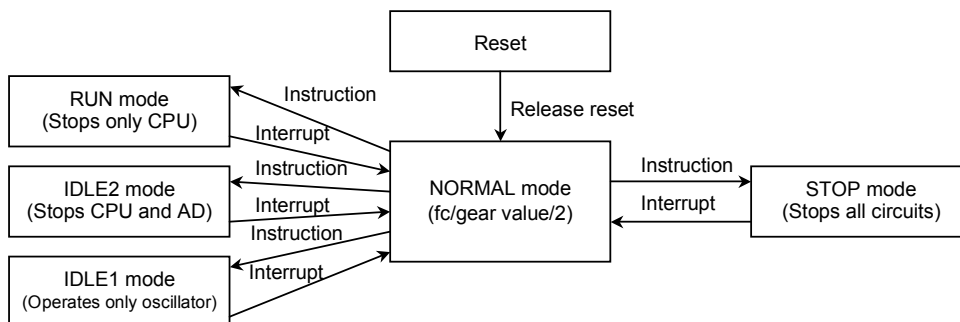 Reset
Release reset
RUN mode
(Stops only CPU)
Instruction
Interrupt
IDLE2 mode
(Stops CPU and AD)
Instruction
Interrupt
IDLE1 mode
(Operates only oscillator)
Instruction
Interrupt
NORMAL mode
(fc/gear value/2)
Instruction
Interrupt
STOP mode
(Stops all circuits)